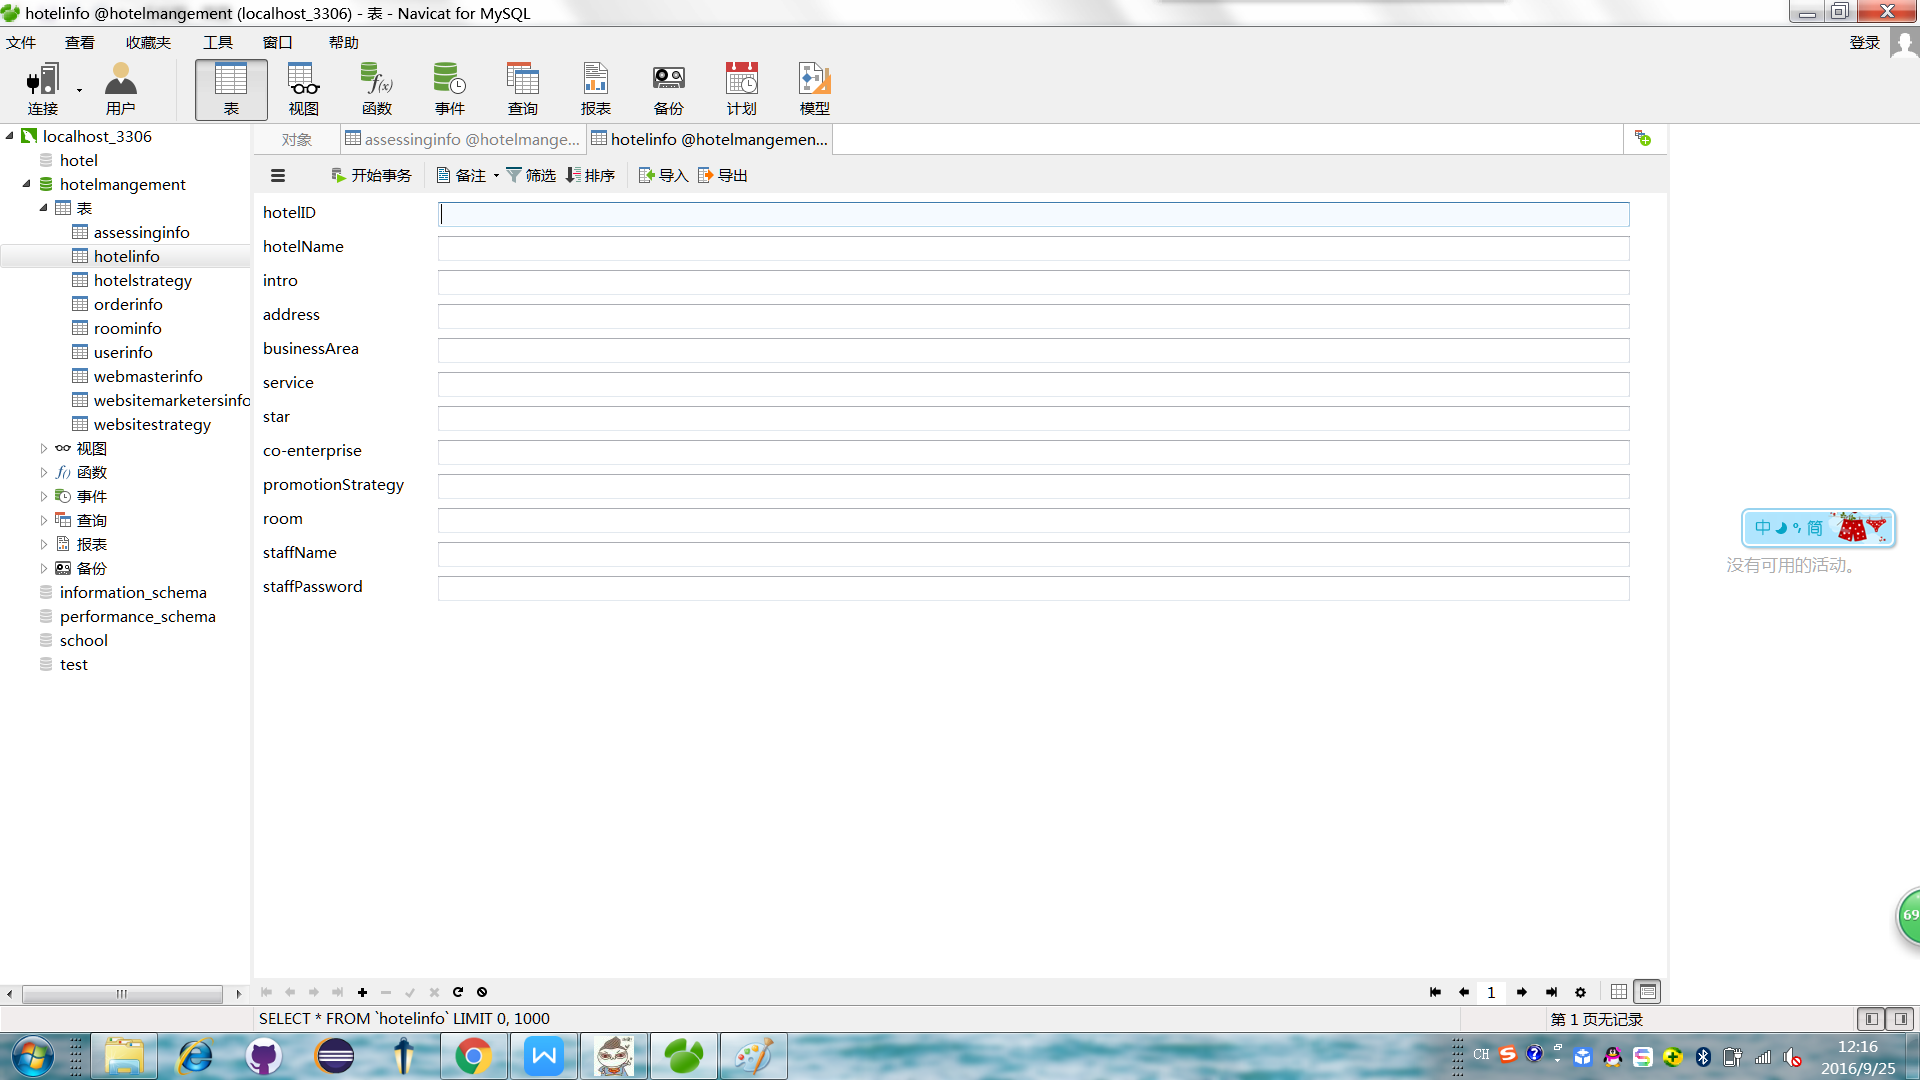 hotelinfo @hotelmangement (localhost_3306) - 表 - Navicat for MySQL
文件 查看 收藏夹 工具 窗口 帮助 登录
连接 用户 表 视图 函数 事件 查询 报表 备份 计划 模型
localhost_3306
hotel
hotelmangement
表
assessinginfo
hotelinfo
hotelstrategy
orderinfo
roominfo
userinfo
webmasterinfo
websitemarketersinfo
websitestrategy
视图
函数
事件
查询
报表
备份
information_schema
performance_schema
school
test
对象 assessinginfo @hotelmange... hotelinfo @hotelmangemen...
开始事务 备注 筛选 排序 导入 导出
hotelID
hotelName
intro
address
businessArea
service
star
co-enterprise
promotionStrategy
room
staffName
staffPassword
中 简
没有可用的活动。
69
1
SELECT * FROM `hotelinfo` LIMIT 0, 1000
第 1 页无记录
CH
12:16
2016/9/25